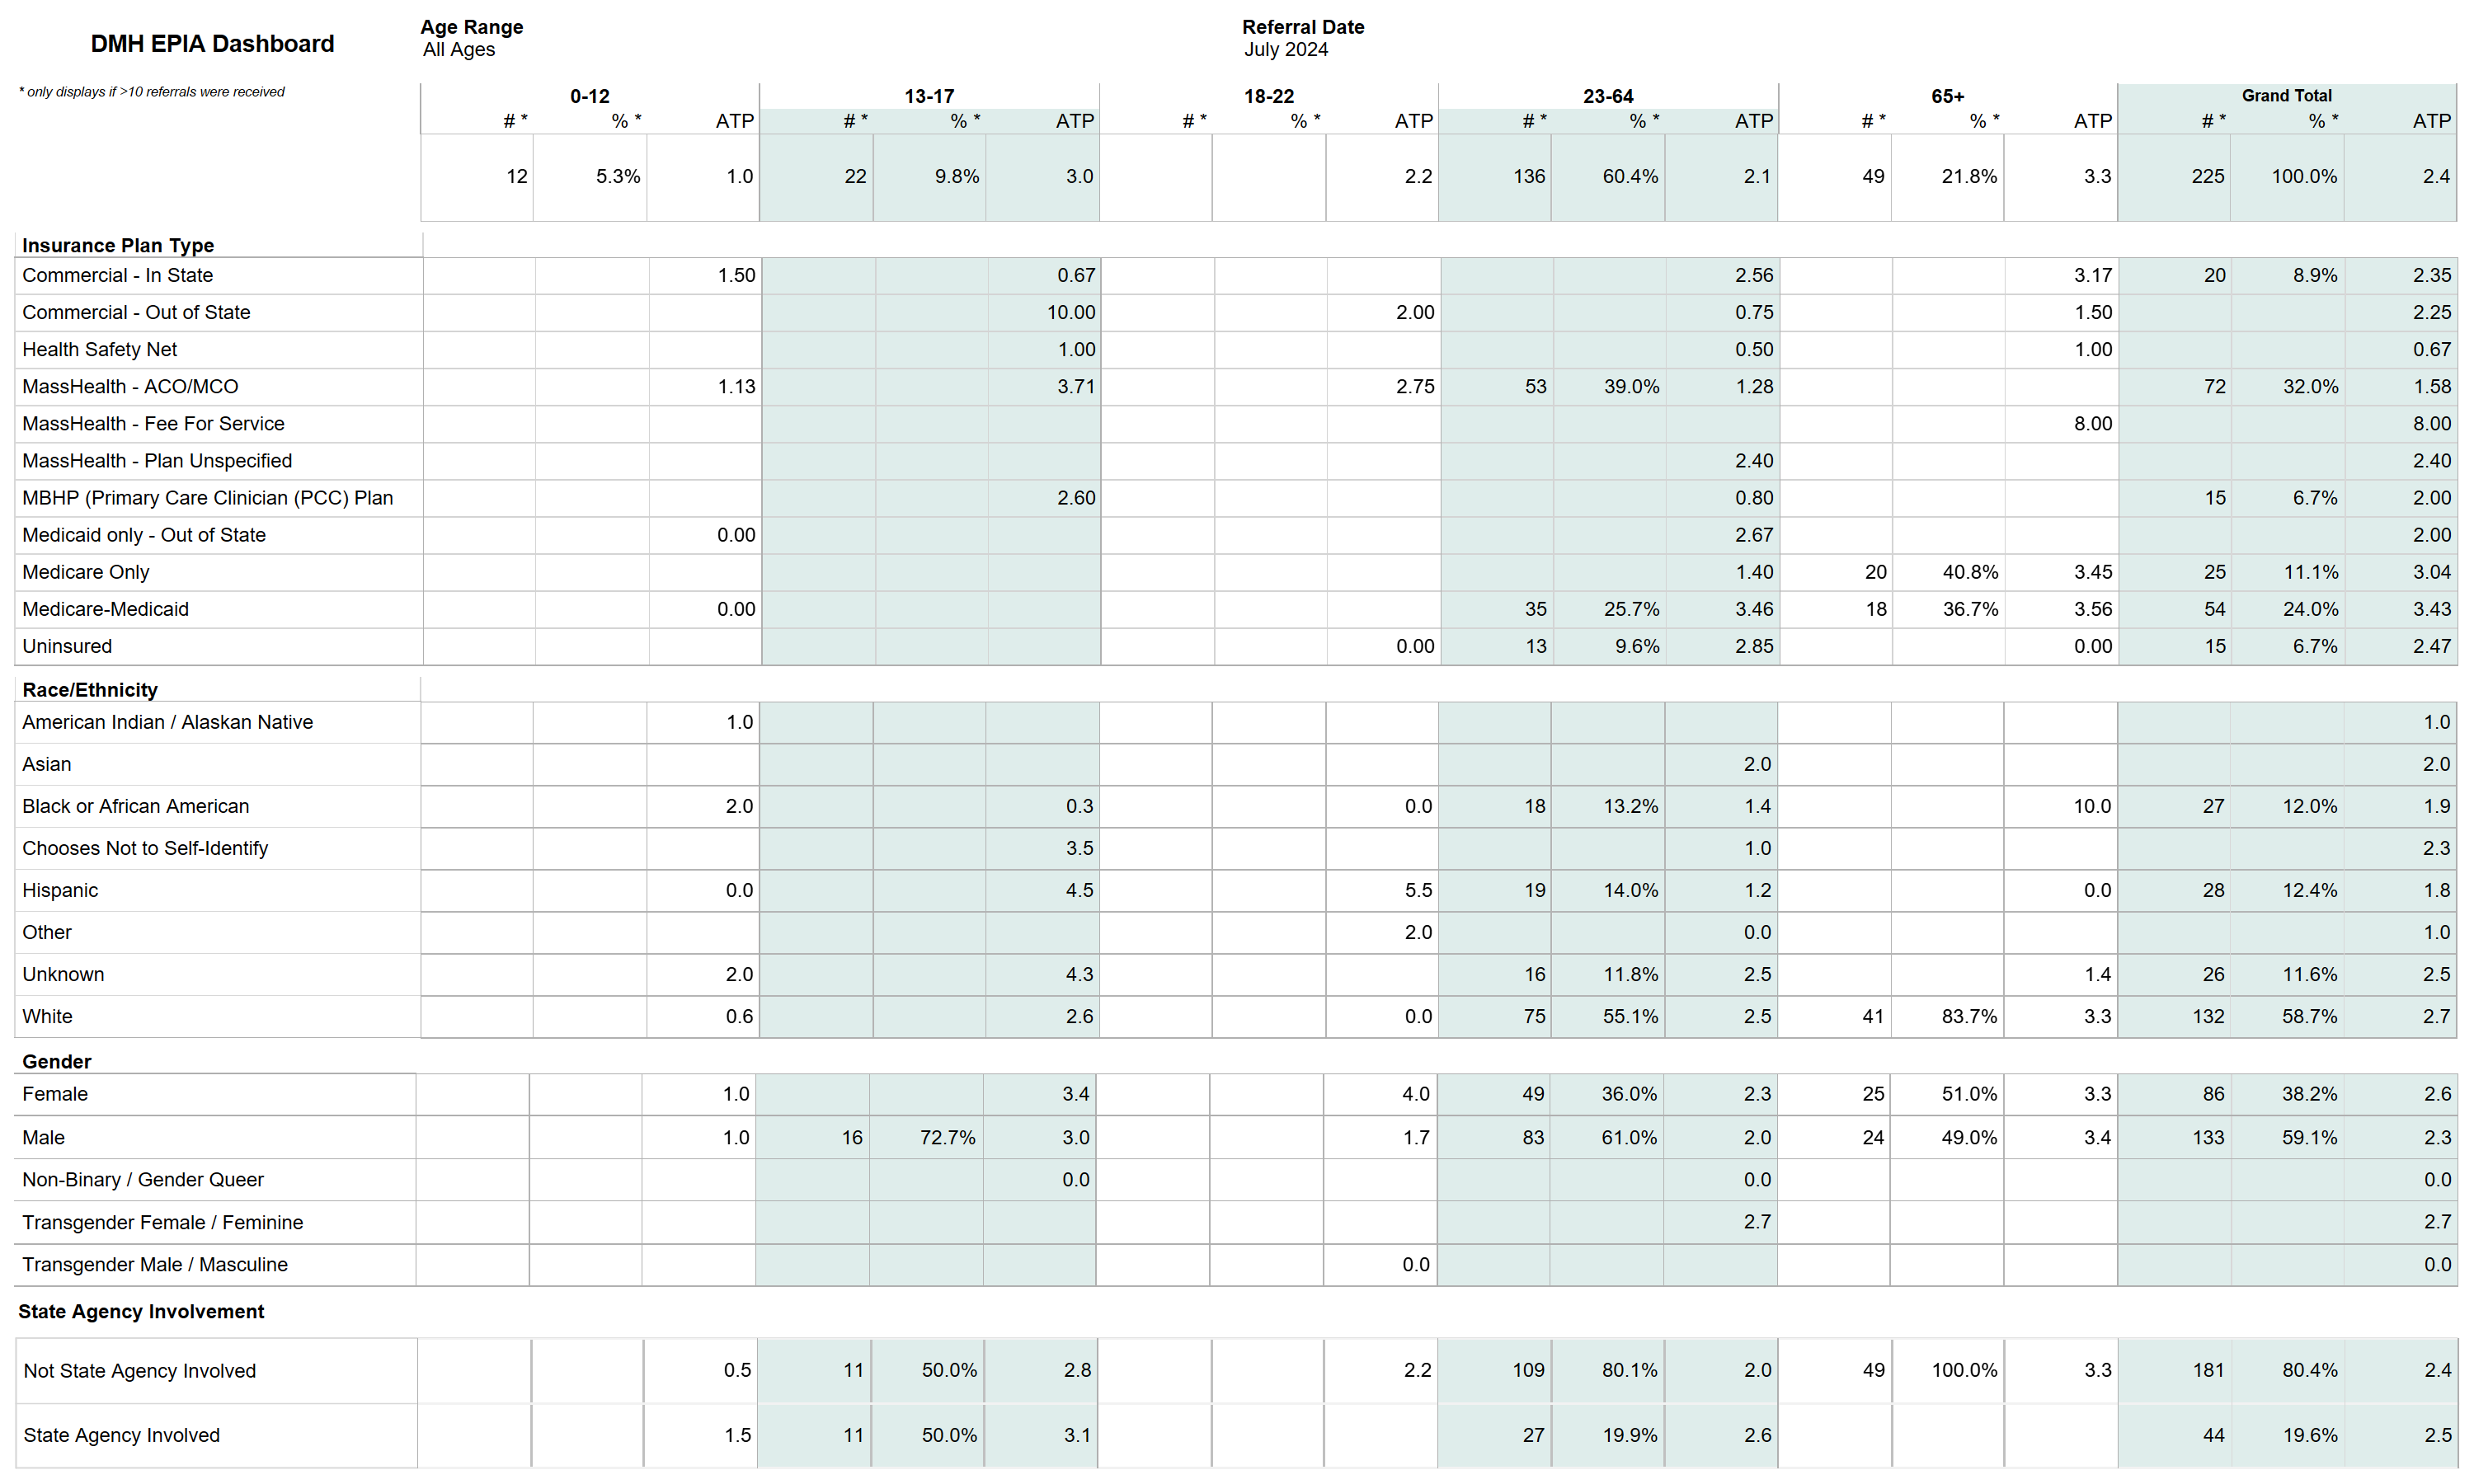 DMH EPIA Dashboard
Age Range
All Ages
Referral Date
July 2024
* only displays if >10 referrals were received
0-12 13-17 18-22 23-64 65+ Grand Total
# * % * ATP # * % * ATP # * % * ATP # * % * ATP # * % * ATP # * % * ATP
12 5.3% 1.0 22 9.8% 3.0 2.2 136 60.4% 2.1 49 21.8% 3.3 225 100.0% 2.4
Insurance Plan Type
Commercial - In State 1.50 0.67 2.56 3.17 20 8.9% 2.35
Commercial - Out of State 10.00 2.00 0.75 1.50 2.25
Health Safety Net 1.00 0.50 1.00 0.67
MassHealth - ACO/MCO 1.13 3.71 2.75 53 39.0% 1.28 72 32.0% 1.58
MassHealth - Fee For Service 8.00 8.00
MassHealth - Plan Unspecified 2.40 2.40
MBHP (Primary Care Clinician (PCC) Plan 2.60 0.80 15 6.7% 2.00
Medicaid only - Out of State 0.00 2.67 2.00
Medicare Only 1.40 20 40.8% 3.45 25 11.1% 3.04
Medicare-Medicaid 0.00 35 25.7% 3.46 18 36.7% 3.56 54 24.0% 3.43
Uninsured 0.00 13 9.6% 2.85 0.00 15 6.7% 2.47
Race/Ethnicity
American Indian / Alaskan Native 1.0 1.0
Asian 2.0 2.0
Black or African American 2.0 0.3 0.0 18 13.2% 1.4 10.0 27 12.0% 1.9
Chooses Not to Self-Identify 3.5 1.0 2.3
Hispanic 0.0 4.5 5.5 19 14.0% 1.2 0.0 28 12.4% 1.8
Other 2.0 0.0 1.0
Unknown 2.0 4.3 16 11.8% 2.5 1.4 26 11.6% 2.5
White 0.6 2.6 0.0 75 55.1% 2.5 41 83.7% 3.3 132 58.7% 2.7
Gender
Female 1.0 3.4 4.0 49 36.0% 2.3 25 51.0% 3.3 86 38.2% 2.6
Male 1.0 16 72.7% 3.0 1.7 83 61.0% 2.0 24 49.0% 3.4 133 59.1% 2.3
Non-Binary / Gender Queer 0.0 0.0 0.0
Transgender Female / Feminine 2.7 2.7
Transgender Male / Masculine 0.0 0.0
State Agency Involvement
Not State Agency Involved 0.5 11 50.0% 2.8 2.2 109 80.1% 2.0 49 100.0% 3.3 181 80.4% 2.4
State Agency Involved 1.5 11 50.0% 3.1 27 19.9% 2.6 44 19.6% 2.5